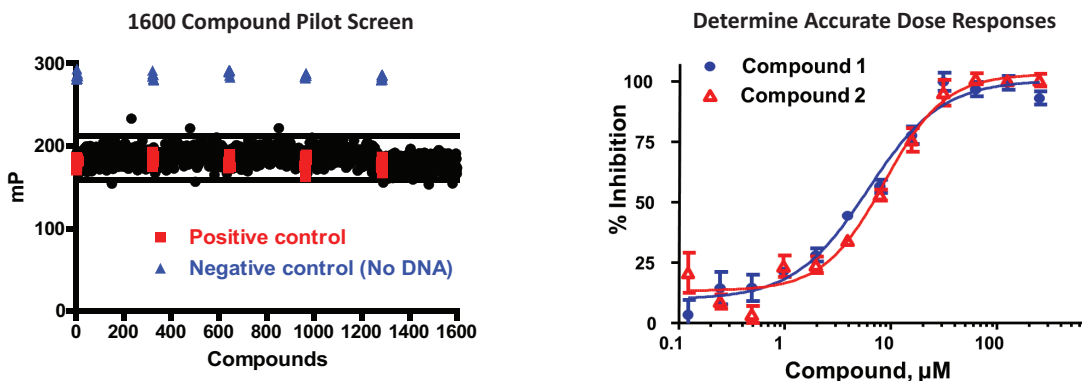 1600 Compound Pilot Screen
300
200
100
0
mP
Positive control
Negative control (No DNA)
0 200 400 600 800 1000 1200 1400 1600
Compounds
Determine Accurate Dose Responses
Compound 1
Compound 2
100
75
50
25
0
% Inhibition
0.1 1 10 100
Compound, µM